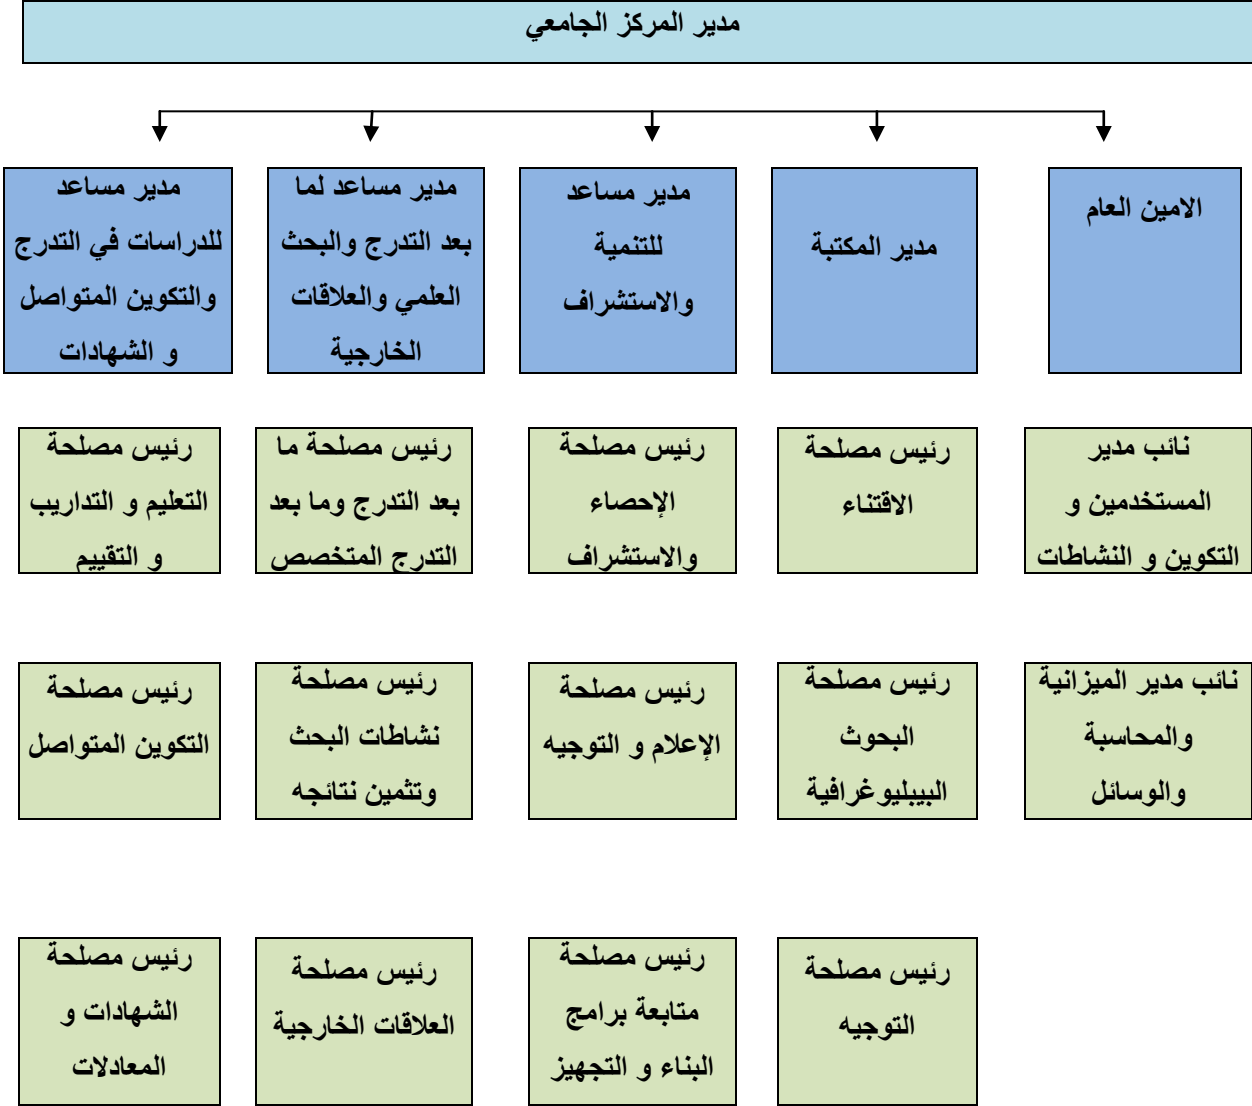 مدير المركز الجامعي
الامين العام
مدير المكتبة
مدير مساعد
للتنمية
والاستشراف
مدير مساعد لما
بعد التدرج والبحث
العلمي والعلاقات
الخارجية
مدير مساعد
للدراسات في التدرج
والتكوين المتواصل
و الشهادات
نائب مدير
المستخدمين و
التكوين و النشاطات
رئيس مصلحة
الاقتناء
رئيس مصلحة
الإحصاء
والاستشراف
رئيس مصلحة ما
بعد التدرج وما بعد
التدرج المتخصص
رئيس مصلحة
التعليم و التداريب
و التقييم
نائب مدير الميزانية
والمحاسبة
والوسائل
رئيس مصلحة
البحوث
البيبليوغرافية
رئيس مصلحة
الإعلام و التوجيه
رئيس مصلحة
نشاطات البحث
وتثمين نتائجه
رئيس مصلحة
التكوين المتواصل
رئيس مصلحة
التوجيه
رئيس مصلحة
متابعة برامج
البناء و التجهيز
رئيس مصلحة
العلاقات الخارجية
رئيس مصلحة
الشهادات و
المعادلات